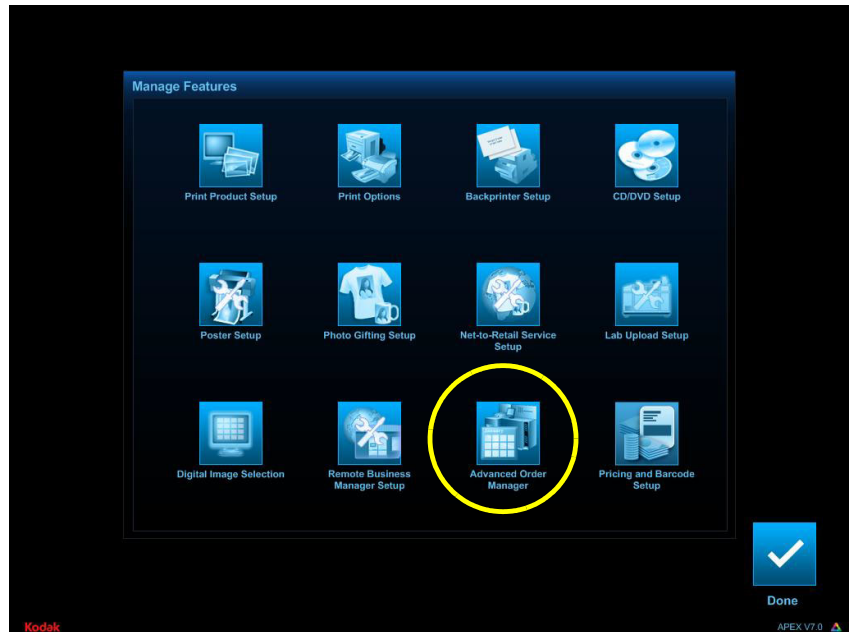 Manage Features
Print Product Setup
Print Options
Backprinter Setup
CD/DVD Setup
Poster Setup
Photo Gifting Setup
Net-to-Retail Service
Setup
Lab Upload Setup
Digital Image Selection
Remote Business
Manager Setup
Advanced Order
Manager
Pricing and Barcode
Setup
Done
Kodak
APEX V7.0